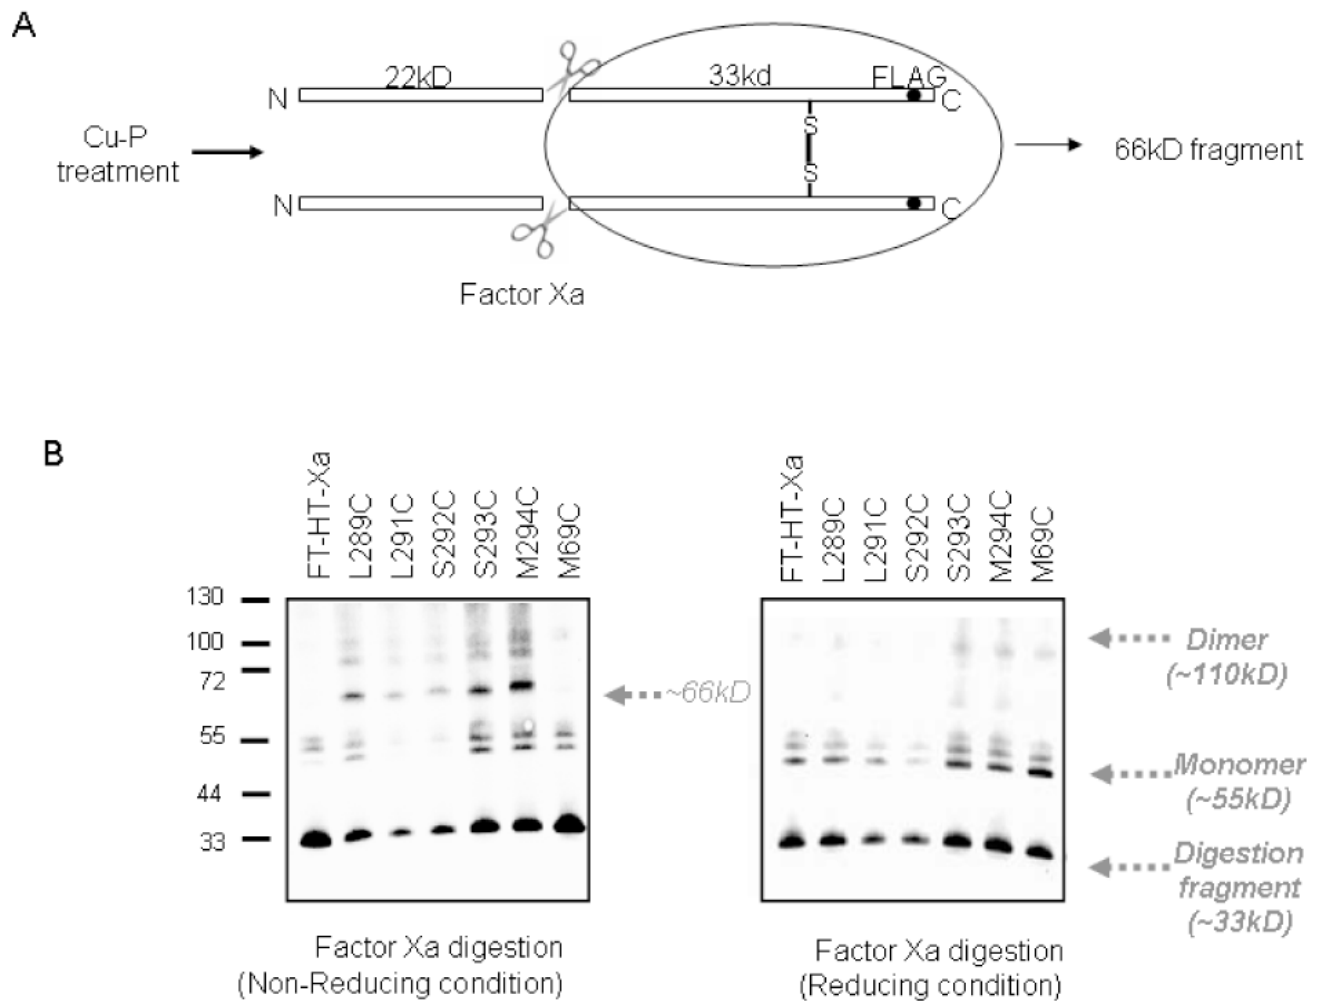 A
22kD
33kd
FLAG
N
C
S
Cu-P
treatment
66kD fragment
S
N
C
Factor Xa
B
FT-HT-Xa
L289C
L291C
S292C
S293C
M294C
M69C
FT-HT-Xa
L289C
L291C
S292C
S293C
M294C
M69C
130
100
72
55
44
33
~66kD
Dimer
(~110kD)
Monomer
(~55kD)
Digestion
fragment
(~33kD)
Factor Xa digestion
(Non-Reducing condition)
Factor Xa digestion
(Reducing condition)